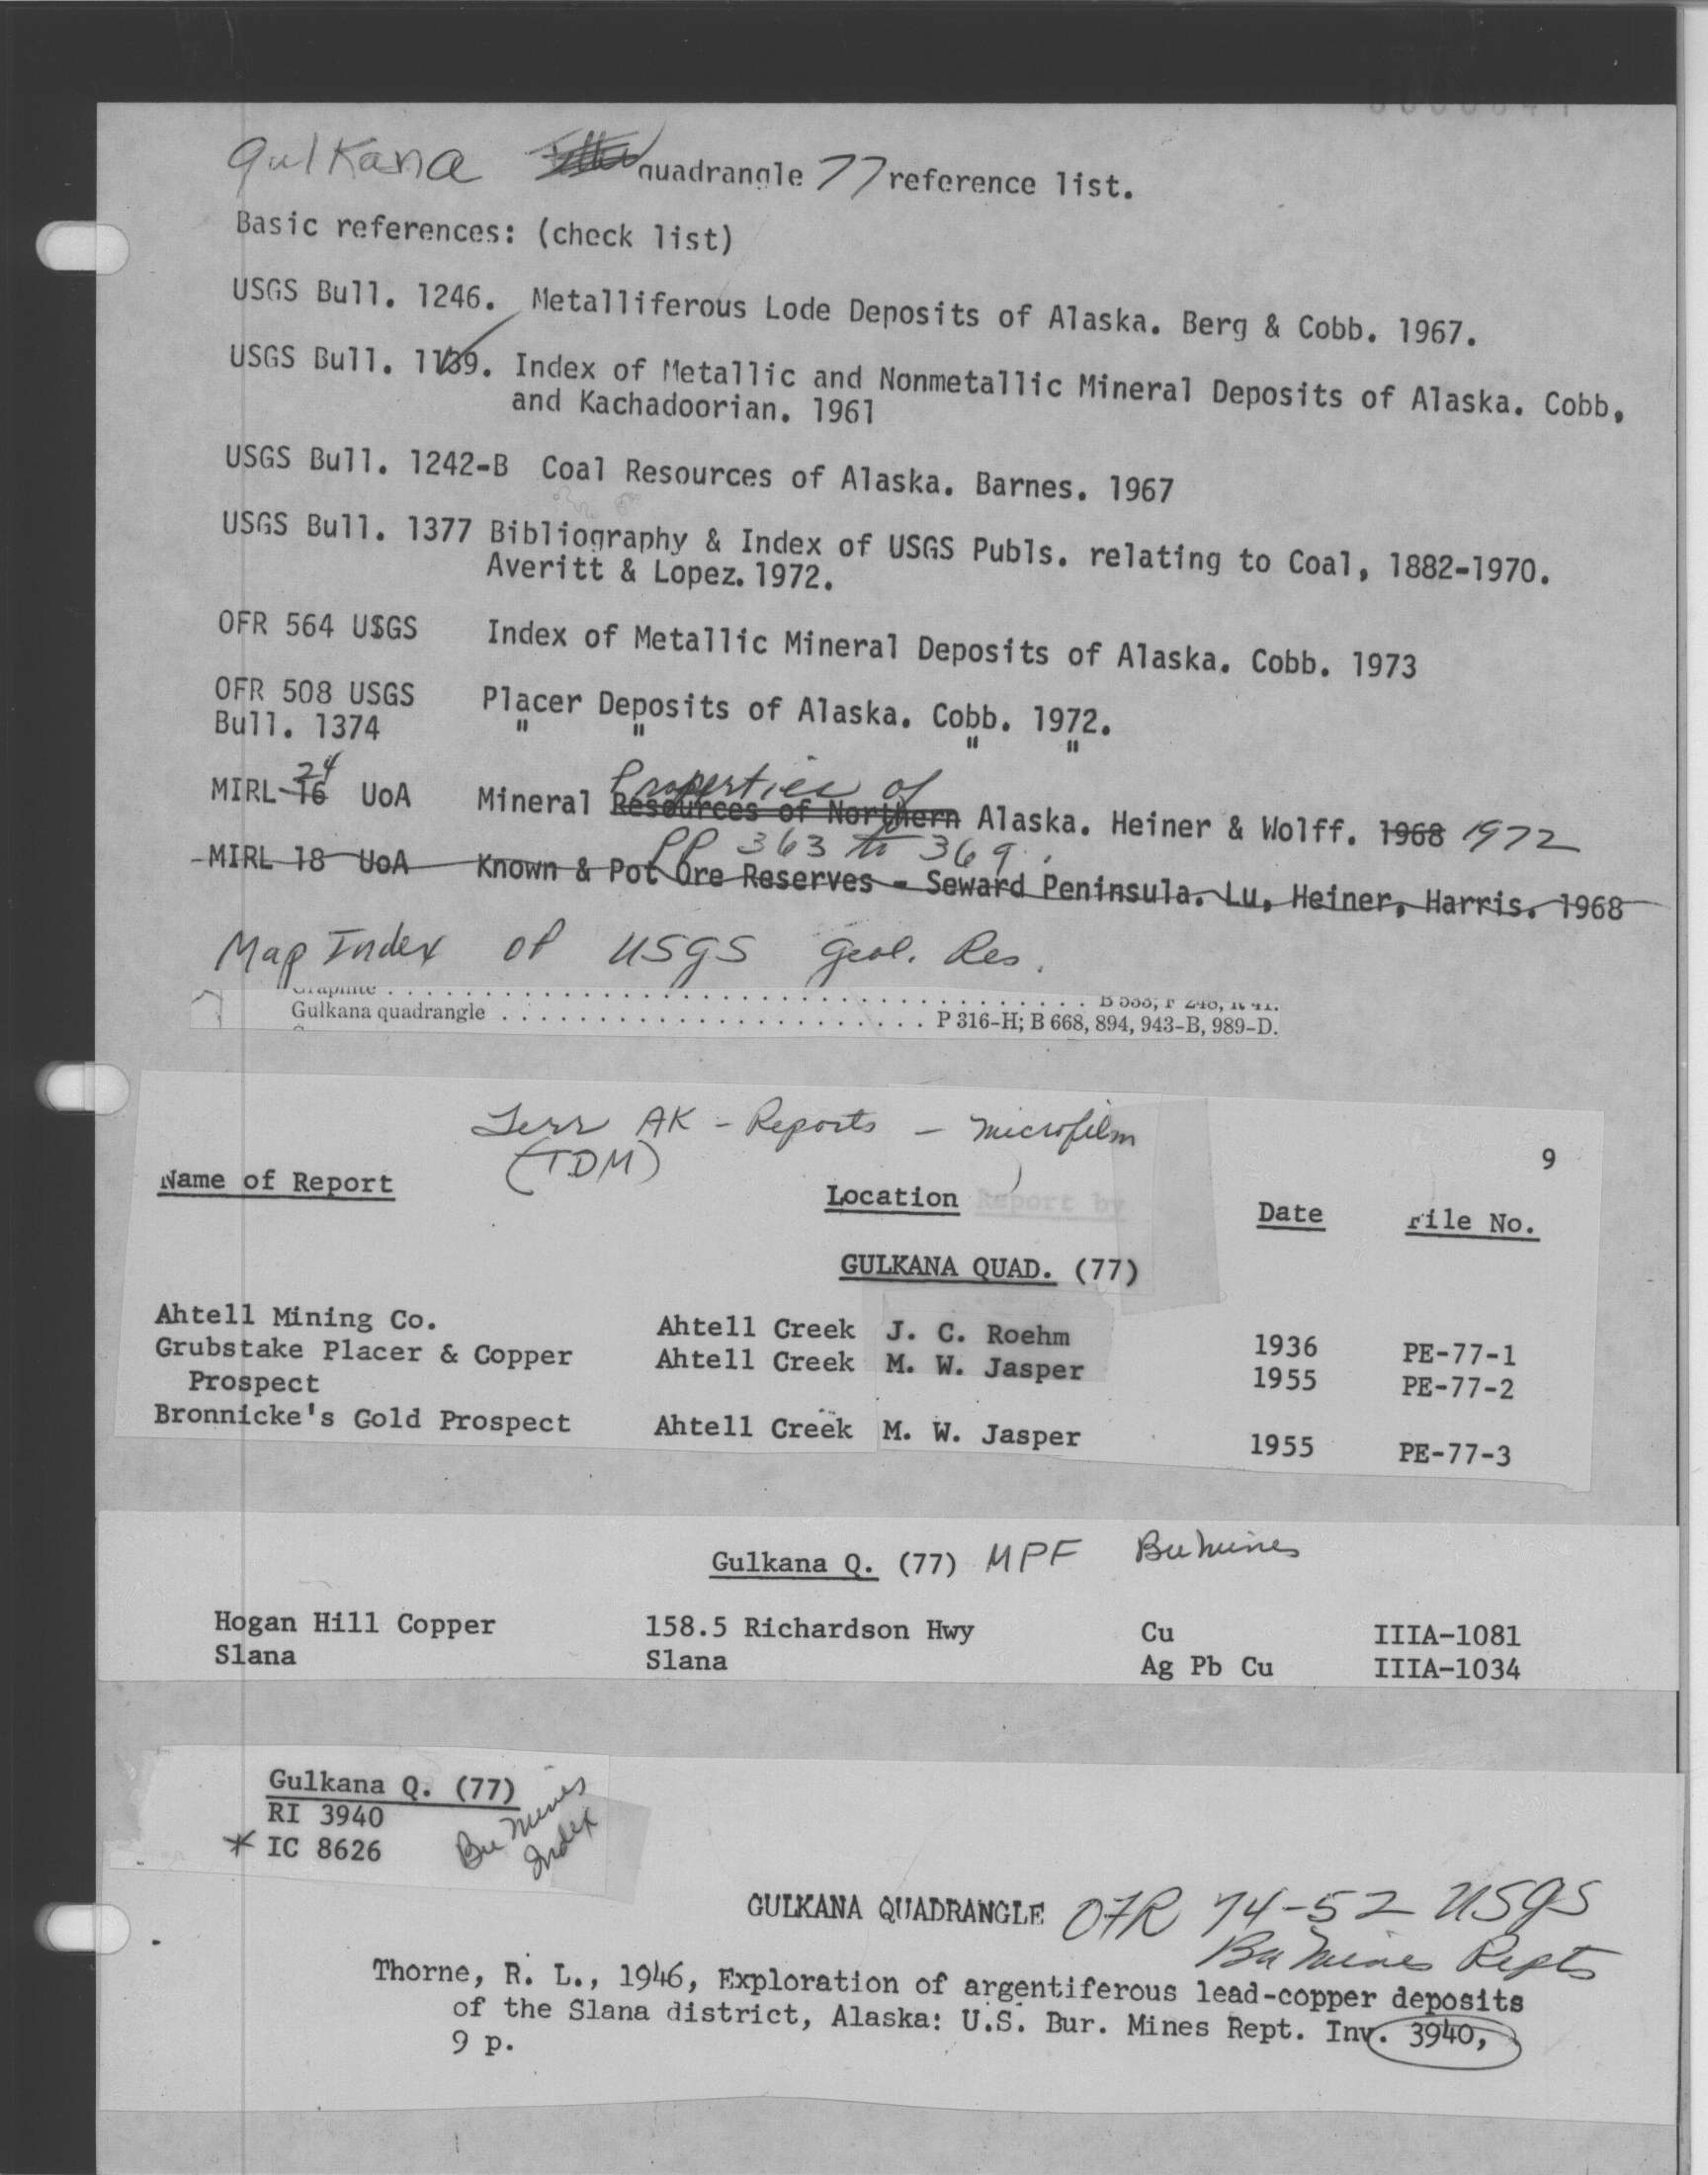 Gulkana quadrangle 77 reference list.
Basic references: (check list)
USGS Bull. 1246. Metalliferous Lode Deposits of Alaska. Berg & Cobb. 1967.
USGS Bull. 1139. Index of Metallic and Nonmetallic Mineral Deposits of Alaska. Cobb,
and Kachadoorian. 1961
USGS Bull. 1242-B Coal Resources of Alaska. Barnes. 1967
USGS Bull. 1377 Bibliography & Index of USGS Publs. relating to Coal, 1882-1970.
Averitt & Lopez. 1972.
OFR 564 USGS Index of Metallic Mineral Deposits of Alaska. Cobb. 1973
OFR 508 USGS Placer Deposits of Alaska. Cobb. 1972.
Bull. 1374 " " " "
24 Properties of
MIRL-16 UoA Mineral Resources of Northern Alaska. Heiner & Wolff. 1968 1972
pp 363 to 369.
MIRL 18 UoA Known & Pot Ore Reserves - Seward Peninsula. Lu, Heiner, Harris. 1968
Map Index of USGS Geol. Res.
Graphite
Gulkana quadrangle . . . . . . . . . . . . . . . . . . . . . . P 316-H; B 668, 894, 943-B, 989-D.
Terr AK - Reports - microfilm
(TDM)
9
Name of Report Location Report by Date File No.
GULKANA QUAD. (77)
Ahtell Mining Co. Ahtell Creek J. C. Roehm 1936 PE-77-1
Grubstake Placer & Copper Ahtell Creek M. W. Jasper 1955 PE-77-2
Prospect
Bronnicke's Gold Prospect Ahtell Creek M. W. Jasper 1955 PE-77-3
Gulkana Q. (77) MPF BuMines
Hogan Hill Copper 158.5 Richardson Hwy Cu IIIA-1081
Slana Slana Ag Pb Cu IIIA-1034
Gulkana Q. (77)
RI 3940
* IC 8626
Bu Mines
Index
GULKANA QUADRANGLE OFR 74-52 USGS
Bu Mines Repts
Thorne, R. L., 1946, Exploration of argentiferous lead-copper deposits
of the Slana district, Alaska: U.S. Bur. Mines Rept. Inv. 3940,
9 p.